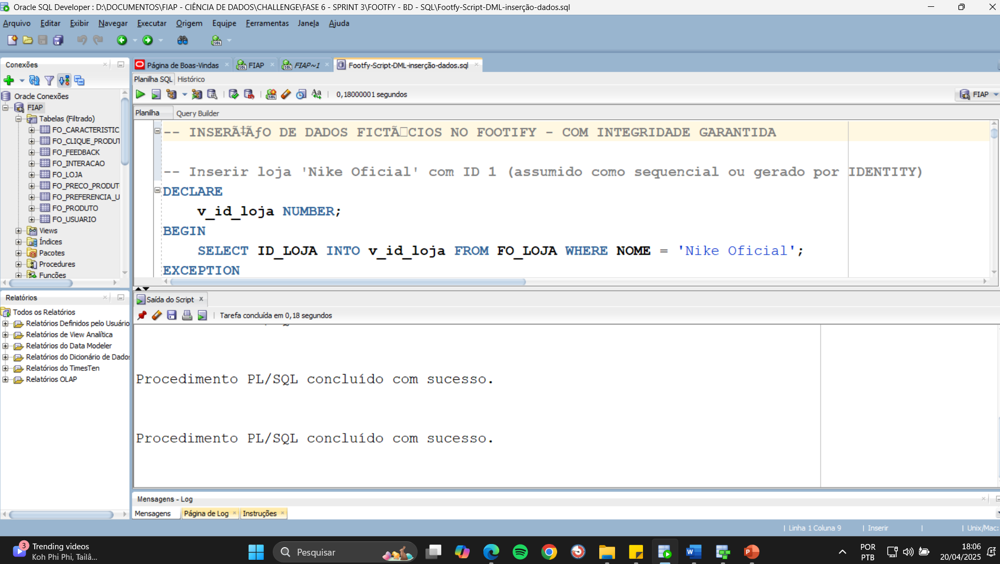 Oracle SQL Developer : D:\DOCUMENTOS\FIAP - CIÊNCIA DE DADOS\CHALLENGE\FASE 6 - SPRINT 3\FOOTFY - BD - SQL\Footfy-Script-DML-inserção-dados.sql
Arquivo Editar Exibir Navegar Executar Origem Equipe Ferramentas Janela Ajuda
Conexões
Oracle Conexões
FIAP
Tabelas (Filtrado)
FO_CARACTERISTIC
FO_CLIQUE_PRODUT
FO_FEEDBACK
FO_INTERACAO
FO_LOJA
FO_PRECO_PRODUT
FO_PREFERENCIA_U
FO_PRODUTO
FO_USUARIO
Views
Índices
Pacotes
Procedures
Funções
Relatórios
Todos os Relatórios
Relatórios Definidos pelo Usuário
Relatórios de View Analítica
Relatórios do Data Modeler
Relatórios do Dicionário de Dados
Relatórios do TimesTen
Relatórios OLAP
Página de Boas-Vindas FIAP FIAP~1 Footfy-Script-DML-inserção-dados.sql
Planilha SQL Histórico
0,18000001 segundos
FIAP
Planilha Query Builder
-- INSERÃ‡ÃƒO DE DADOS FICTÃ□CIOS NO FOOTIFY - COM INTEGRIDADE GARANTIDA
-- Inserir loja 'Nike Oficial' com ID 1 (assumido como sequencial ou gerado por IDENTITY)
DECLARE
v_id_loja NUMBER;
BEGIN
SELECT ID_LOJA INTO v_id_loja FROM FO_LOJA WHERE NOME = 'Nike Oficial';
EXCEPTION
Saída do Script
Tarefa concluída em 0,18 segundos
Procedimento PL/SQL concluído com sucesso.
Procedimento PL/SQL concluído com sucesso.
Mensagens - Log
Mensagens Página de Log Instruções
Linha 1 Coluna 9 Inserir Unix/Mac:
3
Trending videos
Koh Phi Phi, Tailâ...
Pesquisar
POR
PTB
18:06
20/04/2025